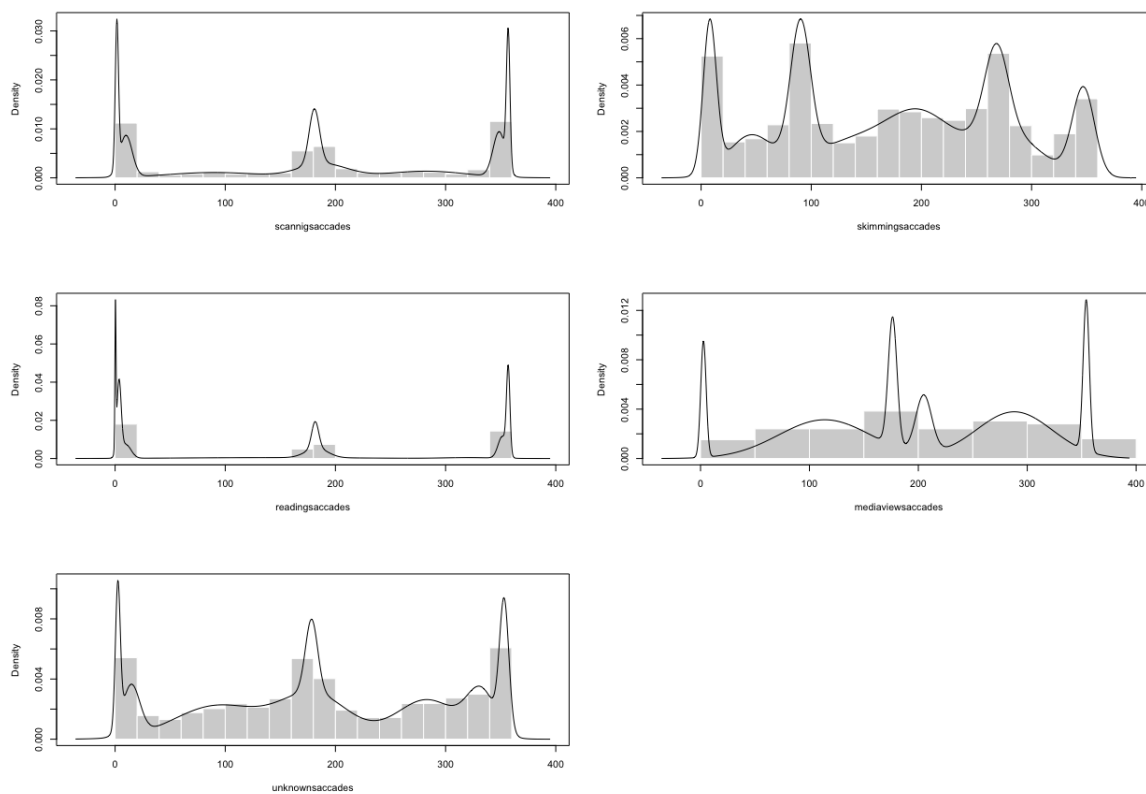 Density
0.000 0.010 0.030
0 100 200 300 400
scannigsaccades
Density
0.000 0.002 0.004 0.006
0 100 200 300 400
skimmingsaccades
Density
0.00 0.02 0.04 0.06 0.08
0 100 200 300 400
readingsaccades
Density
0.000 0.004 0.008 0.012
0 100 200 300 400
mediaviewsaccades
Density
0.000 0.004 0.008
0 100 200 300 400
unknownsaccades